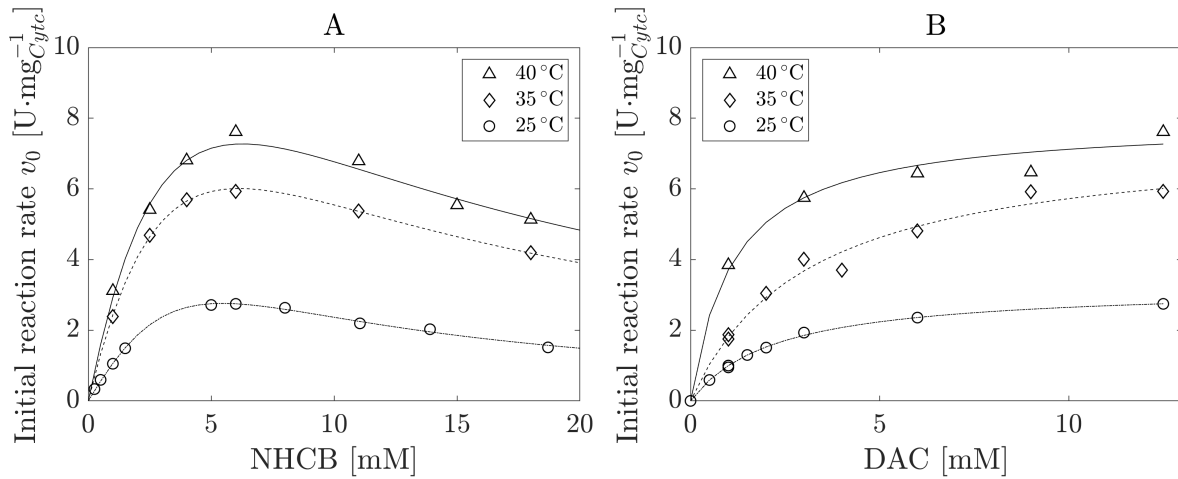 A
Initial reaction rate v₀ [U·mg⁻¹_Cytc]
10
8
6
4
2
0
40 °C
35 °C
25 °C
0 5 10 15 20
NHCB [mM]
B
Initial reaction rate v₀ [U·mg⁻¹_Cytc]
10
8
6
4
2
0
40 °C
35 °C
25 °C
0 5 10
DAC [mM]